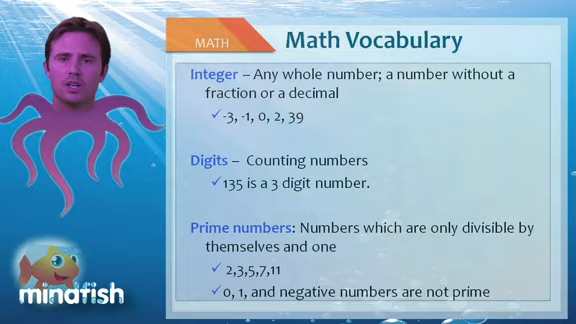 MATH
Math Vocabulary
Integer – Any whole number; a number without a
fraction or a decimal
✓-3, -1, 0, 2, 39
Digits – Counting numbers
✓135 is a 3 digit number.
Prime numbers: Numbers which are only divisible by
themselves and one
✓ 2,3,5,7,11
✓0, 1, and negative numbers are not prime
minafish